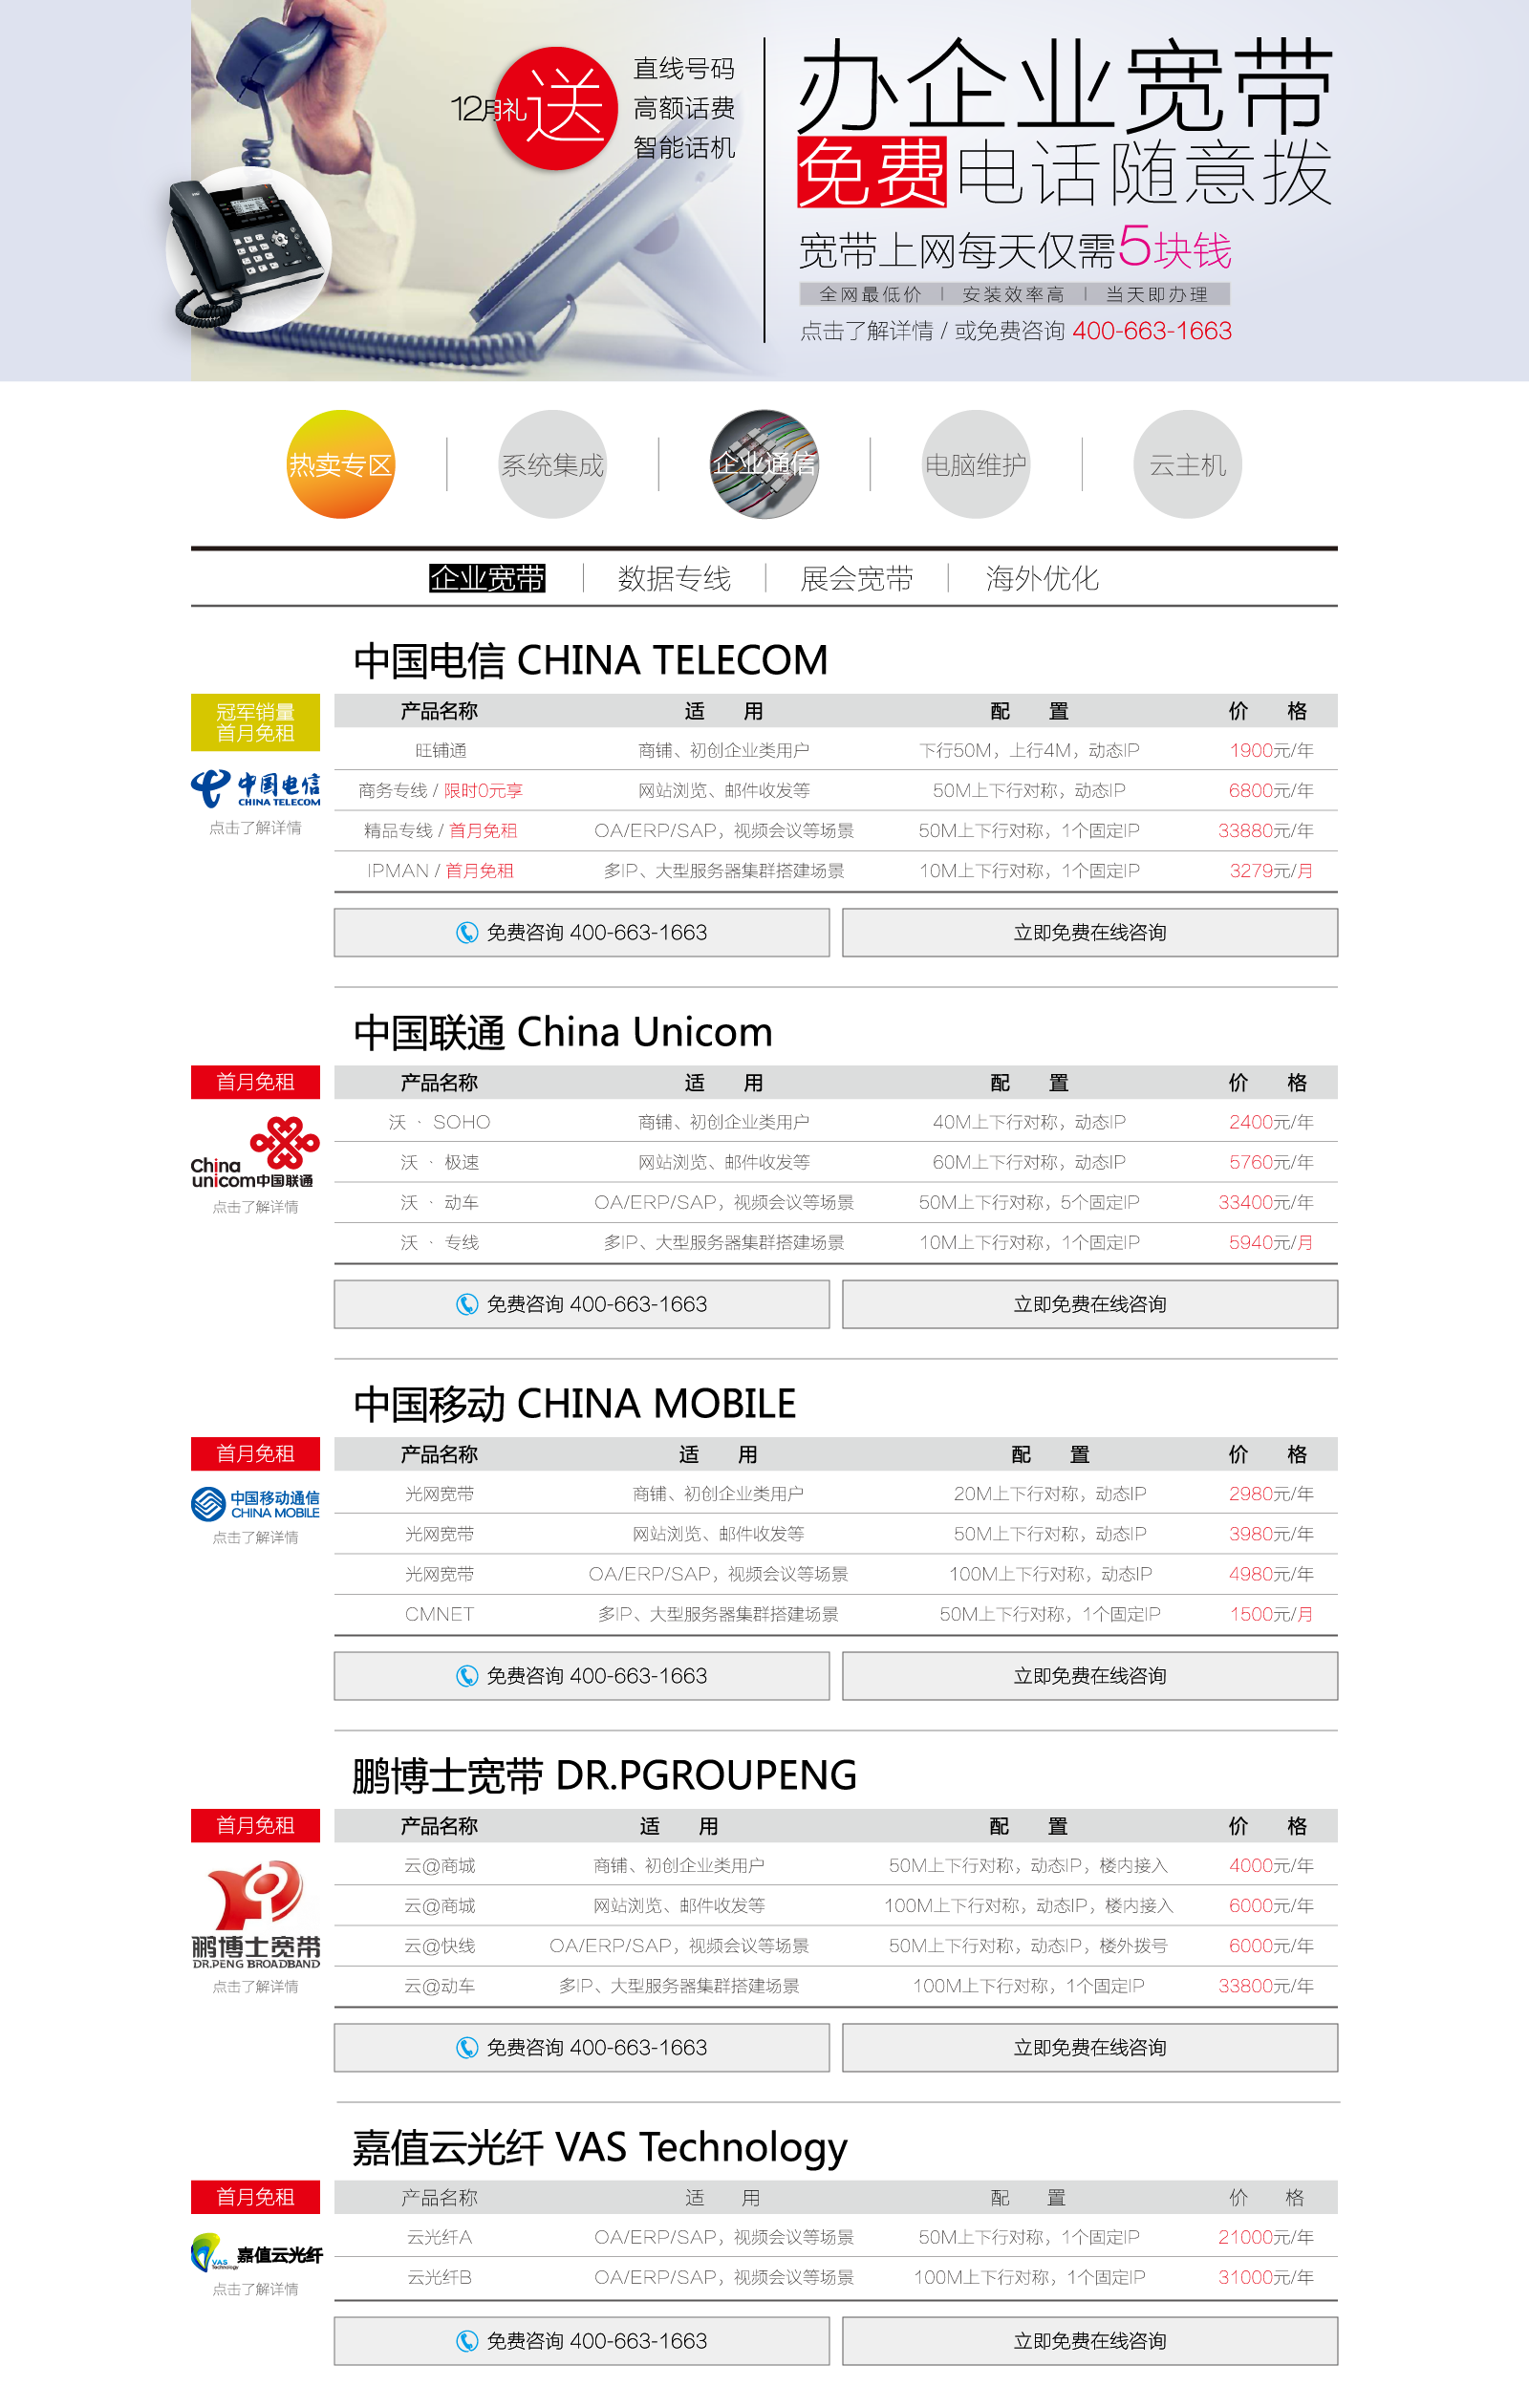 12月礼 送
直线号码
高额话费
智能话机
办企业宽带
免费电话随意拨
宽带上网每天仅需5块钱
全网最低价 | 安装效率高 | 当天即办理
点击了解详情 / 或免费咨询 400-663-1663
热卖专区 系统集成 企业通信 电脑维护 云主机
企业宽带 数据专线 展会宽带 海外优化
中国电信 CHINA TELECOM
冠军销量
首月免租
中国电信
CHINA TELECOM
点击了解详情
产品名称 适 用 配 置 价 格
旺铺通 商铺、初创企业类用户 下行50M，上行4M，动态IP 1900元/年
商务专线 / 限时0元享 网站浏览、邮件收发等 50M上下行对称，动态IP 6800元/年
精品专线 / 首月免租 OA/ERP/SAP，视频会议等场景 50M上下行对称，1个固定IP 33880元/年
IPMAN / 首月免租 多IP、大型服务器集群搭建场景 10M上下行对称，1个固定IP 3279元/月
免费咨询 400-663-1663 立即免费在线咨询
中国联通 China Unicom
首月免租
China
unicom中国联通
点击了解详情
产品名称 适 用 配 置 价 格
沃 · SOHO 商铺、初创企业类用户 40M上下行对称，动态IP 2400元/年
沃 · 极速 网站浏览、邮件收发等 60M上下行对称，动态IP 5760元/年
沃 · 动车 OA/ERP/SAP，视频会议等场景 50M上下行对称，5个固定IP 33400元/年
沃 · 专线 多IP、大型服务器集群搭建场景 10M上下行对称，1个固定IP 5940元/月
免费咨询 400-663-1663 立即免费在线咨询
中国移动 CHINA MOBILE
首月免租
中国移动通信
CHINA MOBILE
点击了解详情
产品名称 适 用 配 置 价 格
光网宽带 商铺、初创企业类用户 20M上下行对称，动态IP 2980元/年
光网宽带 网站浏览、邮件收发等 50M上下行对称，动态IP 3980元/年
光网宽带 OA/ERP/SAP，视频会议等场景 100M上下行对称，动态IP 4980元/年
CMNET 多IP、大型服务器集群搭建场景 50M上下行对称，1个固定IP 1500元/月
免费咨询 400-663-1663 立即免费在线咨询
鹏博士宽带 DR.PGROUPENG
首月免租
鹏博士宽带
DR.PENG BROADBAND
点击了解详情
产品名称 适 用 配 置 价 格
云@商城 商铺、初创企业类用户 50M上下行对称，动态IP，楼内接入 4000元/年
云@商城 网站浏览、邮件收发等 100M上下行对称，动态IP，楼内接入 6000元/年
云@快线 OA/ERP/SAP，视频会议等场景 50M上下行对称，动态IP，楼外拨号 6000元/年
云@动车 多IP、大型服务器集群搭建场景 100M上下行对称，1个固定IP 33800元/年
免费咨询 400-663-1663 立即免费在线咨询
嘉值云光纤 VAS Technology
首月免租
VAS
Technology
嘉值云光纤
点击了解详情
产品名称 适 用 配 置 价 格
云光纤A OA/ERP/SAP，视频会议等场景 50M上下行对称，1个固定IP 21000元/年
云光纤B OA/ERP/SAP，视频会议等场景 100M上下行对称，1个固定IP 31000元/年
免费咨询 400-663-1663 立即免费在线咨询